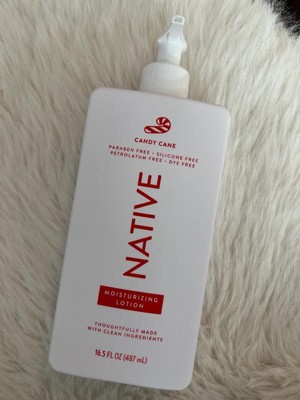 CANDY CANE
PARABEN FREE • SILICONE FREE
PETROLATUM FREE • DYE FREE
NATIVE
MOISTURIZING
LOTION
THOUGHTFULLY MADE
WITH CLEAN INGREDIENTS
16.5 FL OZ (487 mL)